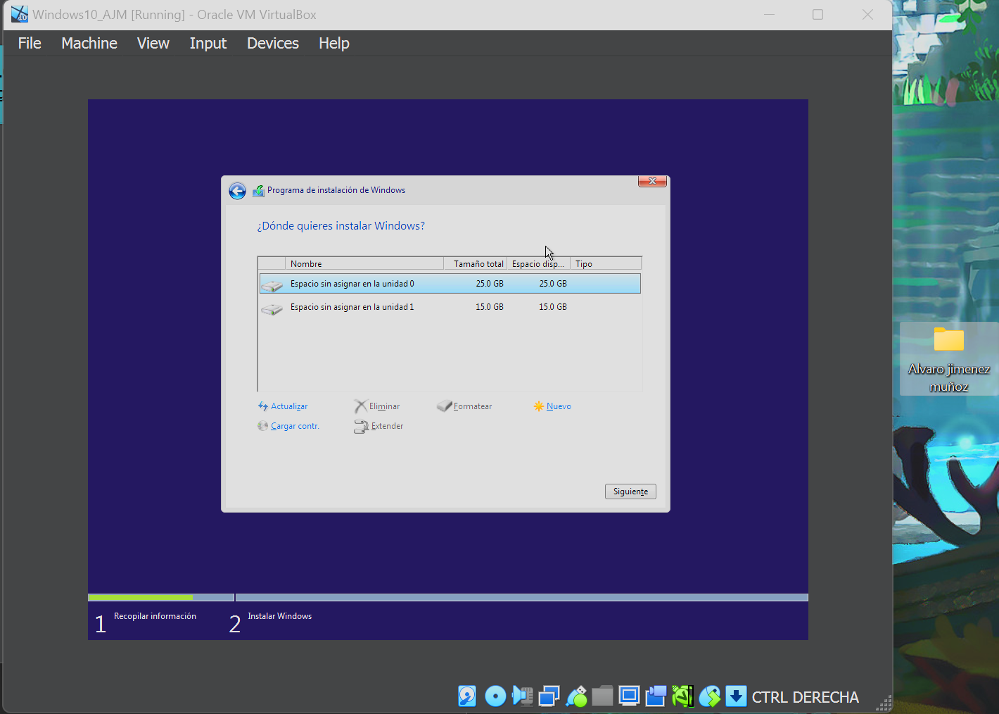 Windows10_AJM [Running] - Oracle VM VirtualBox
File Machine View Input Devices Help
Programa de instalación de Windows
¿Dónde quieres instalar Windows?
Nombre Tamaño total Espacio disp... Tipo
Espacio sin asignar en la unidad 0 25.0 GB 25.0 GB
Espacio sin asignar en la unidad 1 15.0 GB 15.0 GB
Actualizar Eliminar Formatear Nuevo
Cargar contr. Extender
Siguiente
1 Recopilar información 2 Instalar Windows
CTRL DERECHA
Alvaro jimenez
muñoz